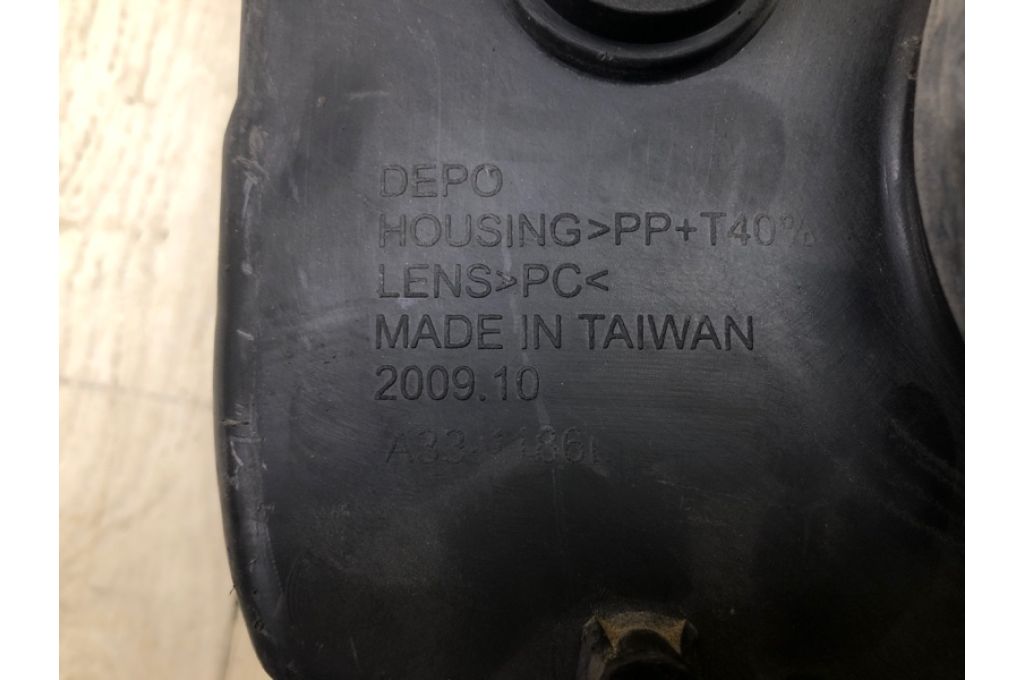 DEPO
HOUSING>PP+T40%
LENS>PC<
MADE IN TAIWAN
2009.10